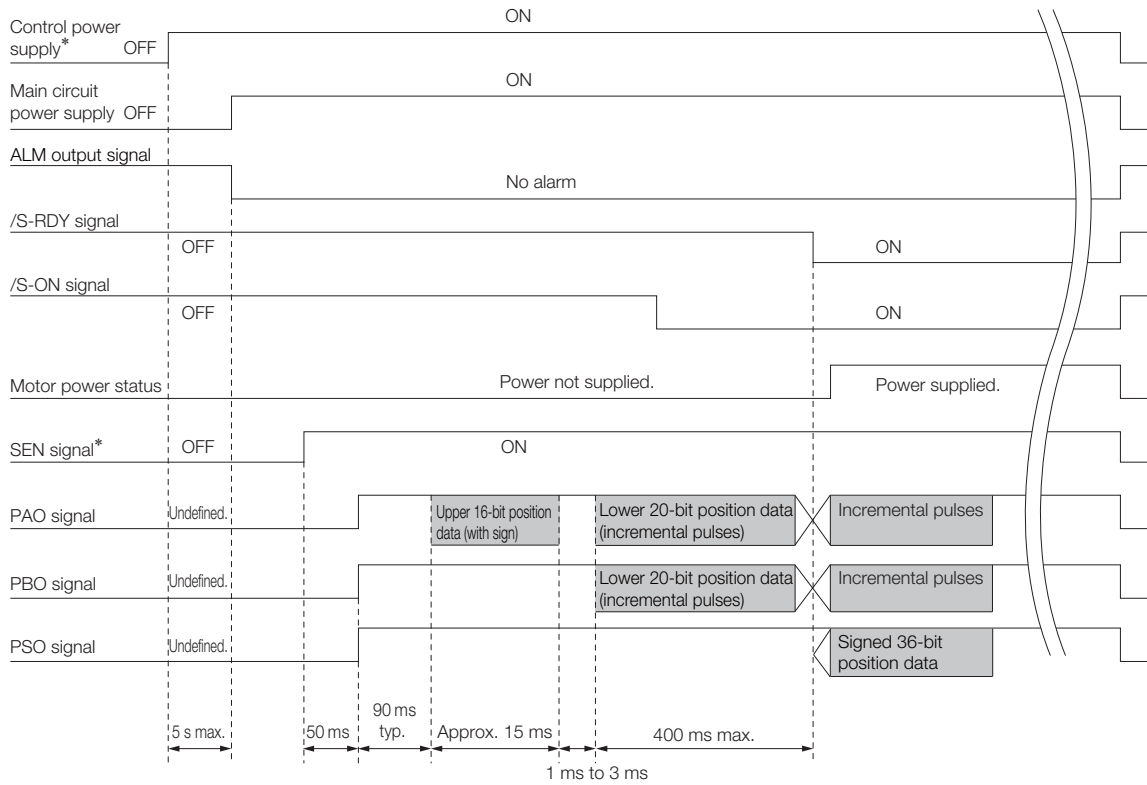 ON
Control power
supply* OFF
ON
Main circuit
power supply OFF
ALM output signal
No alarm
/S-RDY signal
OFF ON
/S-ON signal
OFF ON
Motor power status Power not supplied. Power supplied.
SEN signal* OFF ON
PAO signal Undefined. Upper 16-bit position
data (with sign) Lower 20-bit position data
(incremental pulses) Incremental pulses
PBO signal Undefined. Lower 20-bit position data
(incremental pulses) Incremental pulses
PSO signal Undefined. Signed 36-bit
position data
5 s max. 50 ms 90 ms
typ. Approx. 15 ms 400 ms max.
1 ms to 3 ms